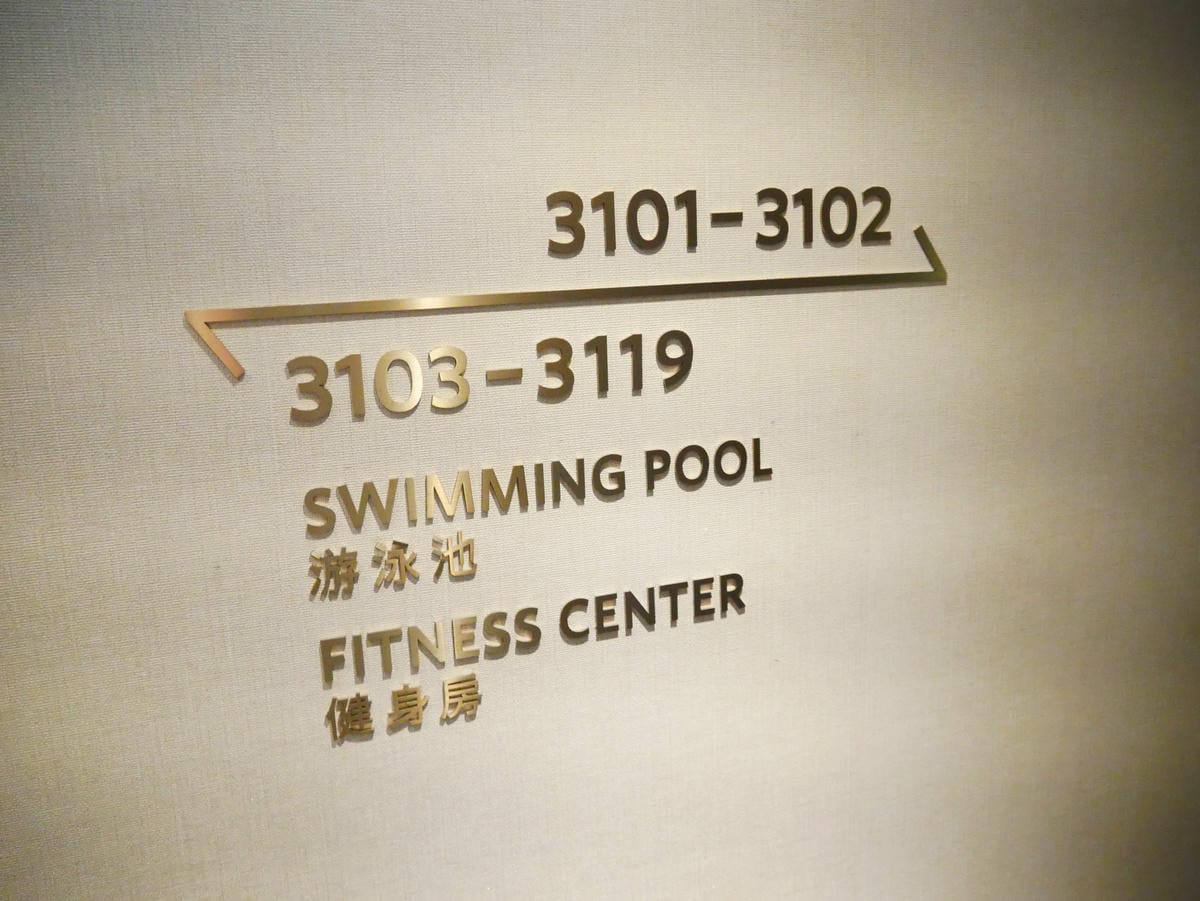 3101-3102
3103-3119
SWIMMING POOL
游泳池
FITNESS CENTER
健身房